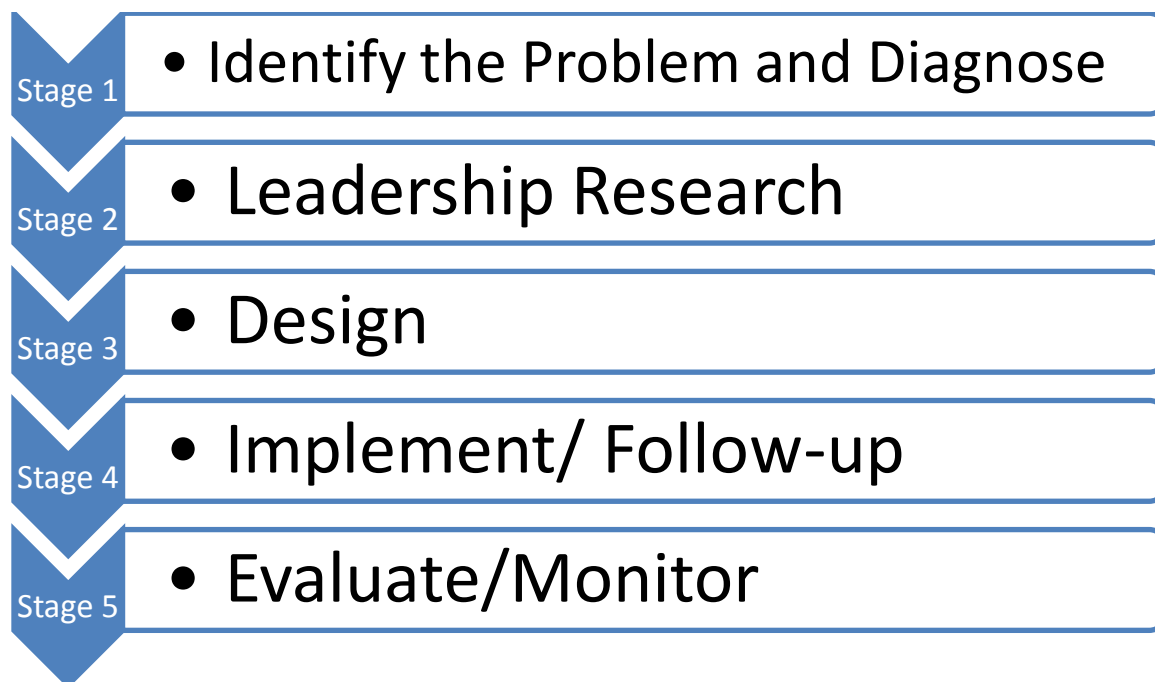 Stage 1
• Identify the Problem and Diagnose
Stage 2
• Leadership Research
Stage 3
• Design
Stage 4
• Implement/ Follow-up
Stage 5
• Evaluate/Monitor